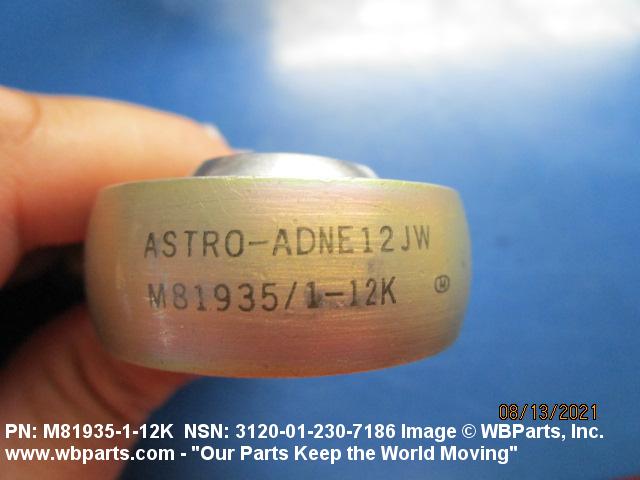 ASTRO-ADNE12JW
M81935/1-12K Ⓜ
08/13/2021
PN: M81935-1-12K NSN: 3120-01-230-7186 Image © WBParts, Inc.
www.wbparts.com - "Our Parts Keep the World Moving"